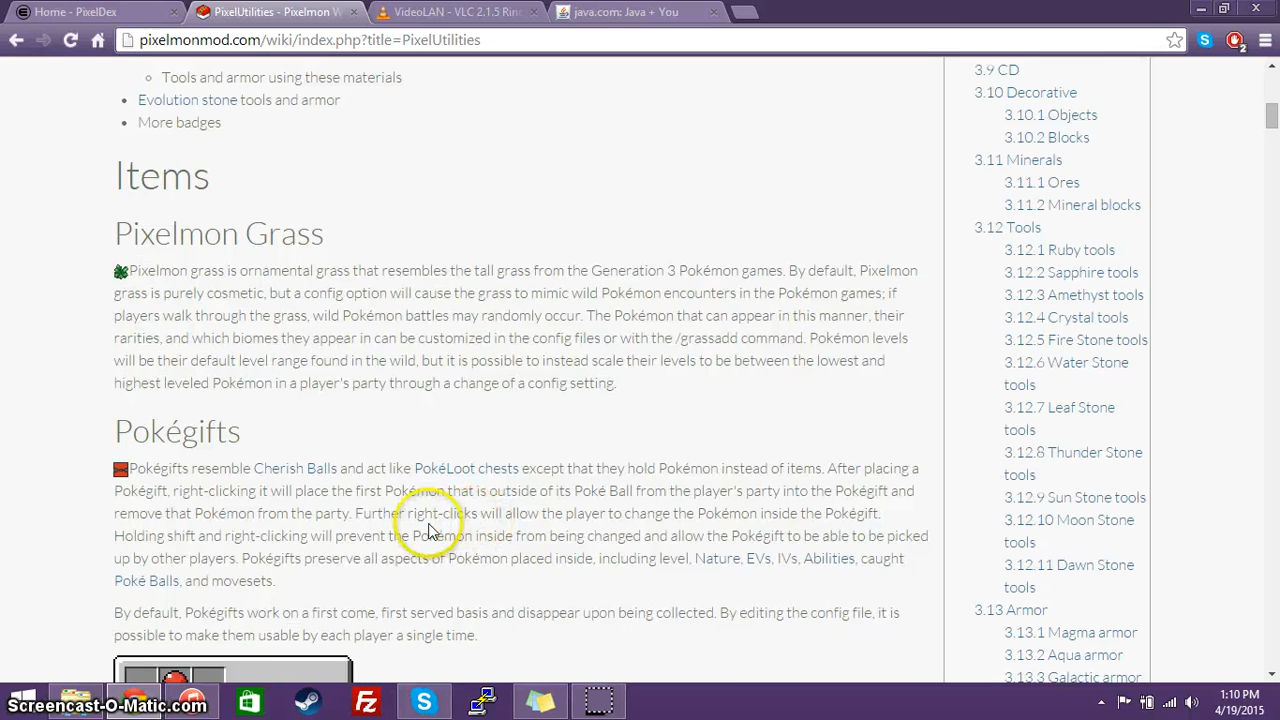 Home - PixelDex
PixelUtilities - Pixelmon W
VideoLAN - VLC 2.1.5 Rin
java.com: Java + You
pixelmonmod.com/wiki/index.php?title=PixelUtilities
2
Tools and armor using these materials
Evolution stone tools and armor
More badges
Items
Pixelmon Grass
Pixelmon grass is ornamental grass that resembles the tall grass from the Generation 3 Pokémon games. By default, Pixelmon
grass is purely cosmetic, but a config option will cause the grass to mimic wild Pokémon encounters in the Pokémon games; if
players walk through the grass, wild Pokémon battles may randomly occur. The Pokémon that can appear in this manner, their
rarities, and which biomes they appear in can be customized in the config files or with the /grassadd command. Pokémon levels
will be their default level range found in the wild, but it is possible to instead scale their levels to be between the lowest and
highest leveled Pokémon in a player's party through a change of a config setting.
Pokégifts
Pokégifts resemble Cherish Balls and act like PokéLoot chests except that they hold Pokémon instead of items. After placing a
Pokégift, right-clicking it will place the first Pokémon that is outside of its Poké Ball from the player's party into the Pokégift and
remove that Pokémon from the party. Further right-clicks will allow the player to change the Pokémon inside the Pokégift.
Holding shift and right-clicking will prevent the Pokémon inside from being changed and allow the Pokégift to be able to be picked
up by other players. Pokégifts preserve all aspects of Pokémon placed inside, including level, Nature, EVs, IVs, Abilities, caught
Poké Balls, and movesets.
By default, Pokégifts work on a first come, first served basis and disappear upon being collected. By editing the config file, it is
possible to make them usable by each player a single time.
3.9 CD
3.10 Decorative
3.10.1 Objects
3.10.2 Blocks
3.11 Minerals
3.11.1 Ores
3.11.2 Mineral blocks
3.12 Tools
3.12.1 Ruby tools
3.12.2 Sapphire tools
3.12.3 Amethyst tools
3.12.4 Crystal tools
3.12.5 Fire Stone tools
3.12.6 Water Stone
tools
3.12.7 Leaf Stone
tools
3.12.8 Thunder Stone
tools
3.12.9 Sun Stone tools
3.12.10 Moon Stone
tools
3.12.11 Dawn Stone
tools
3.13 Armor
3.13.1 Magma armor
3.13.2 Aqua armor
3.13.3 Galactic armor
Screencast-O-Matic.com
1:10 PM
4/19/2015